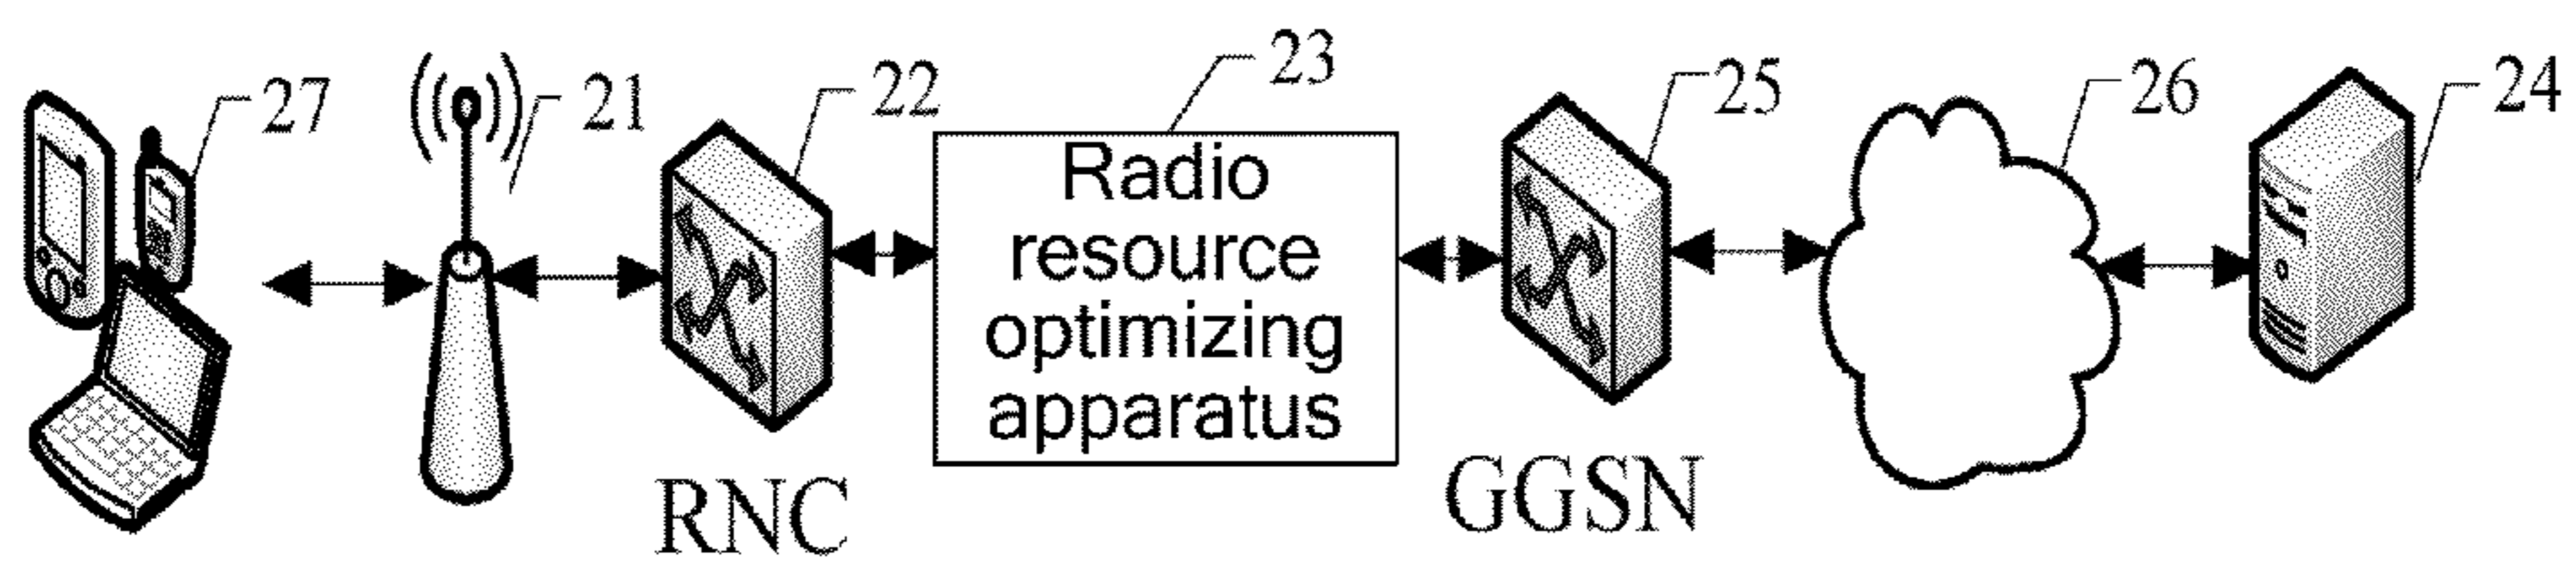 27
21
22
23
25
26
24
Radio
resource
optimizing
apparatus
RNC
GGSN